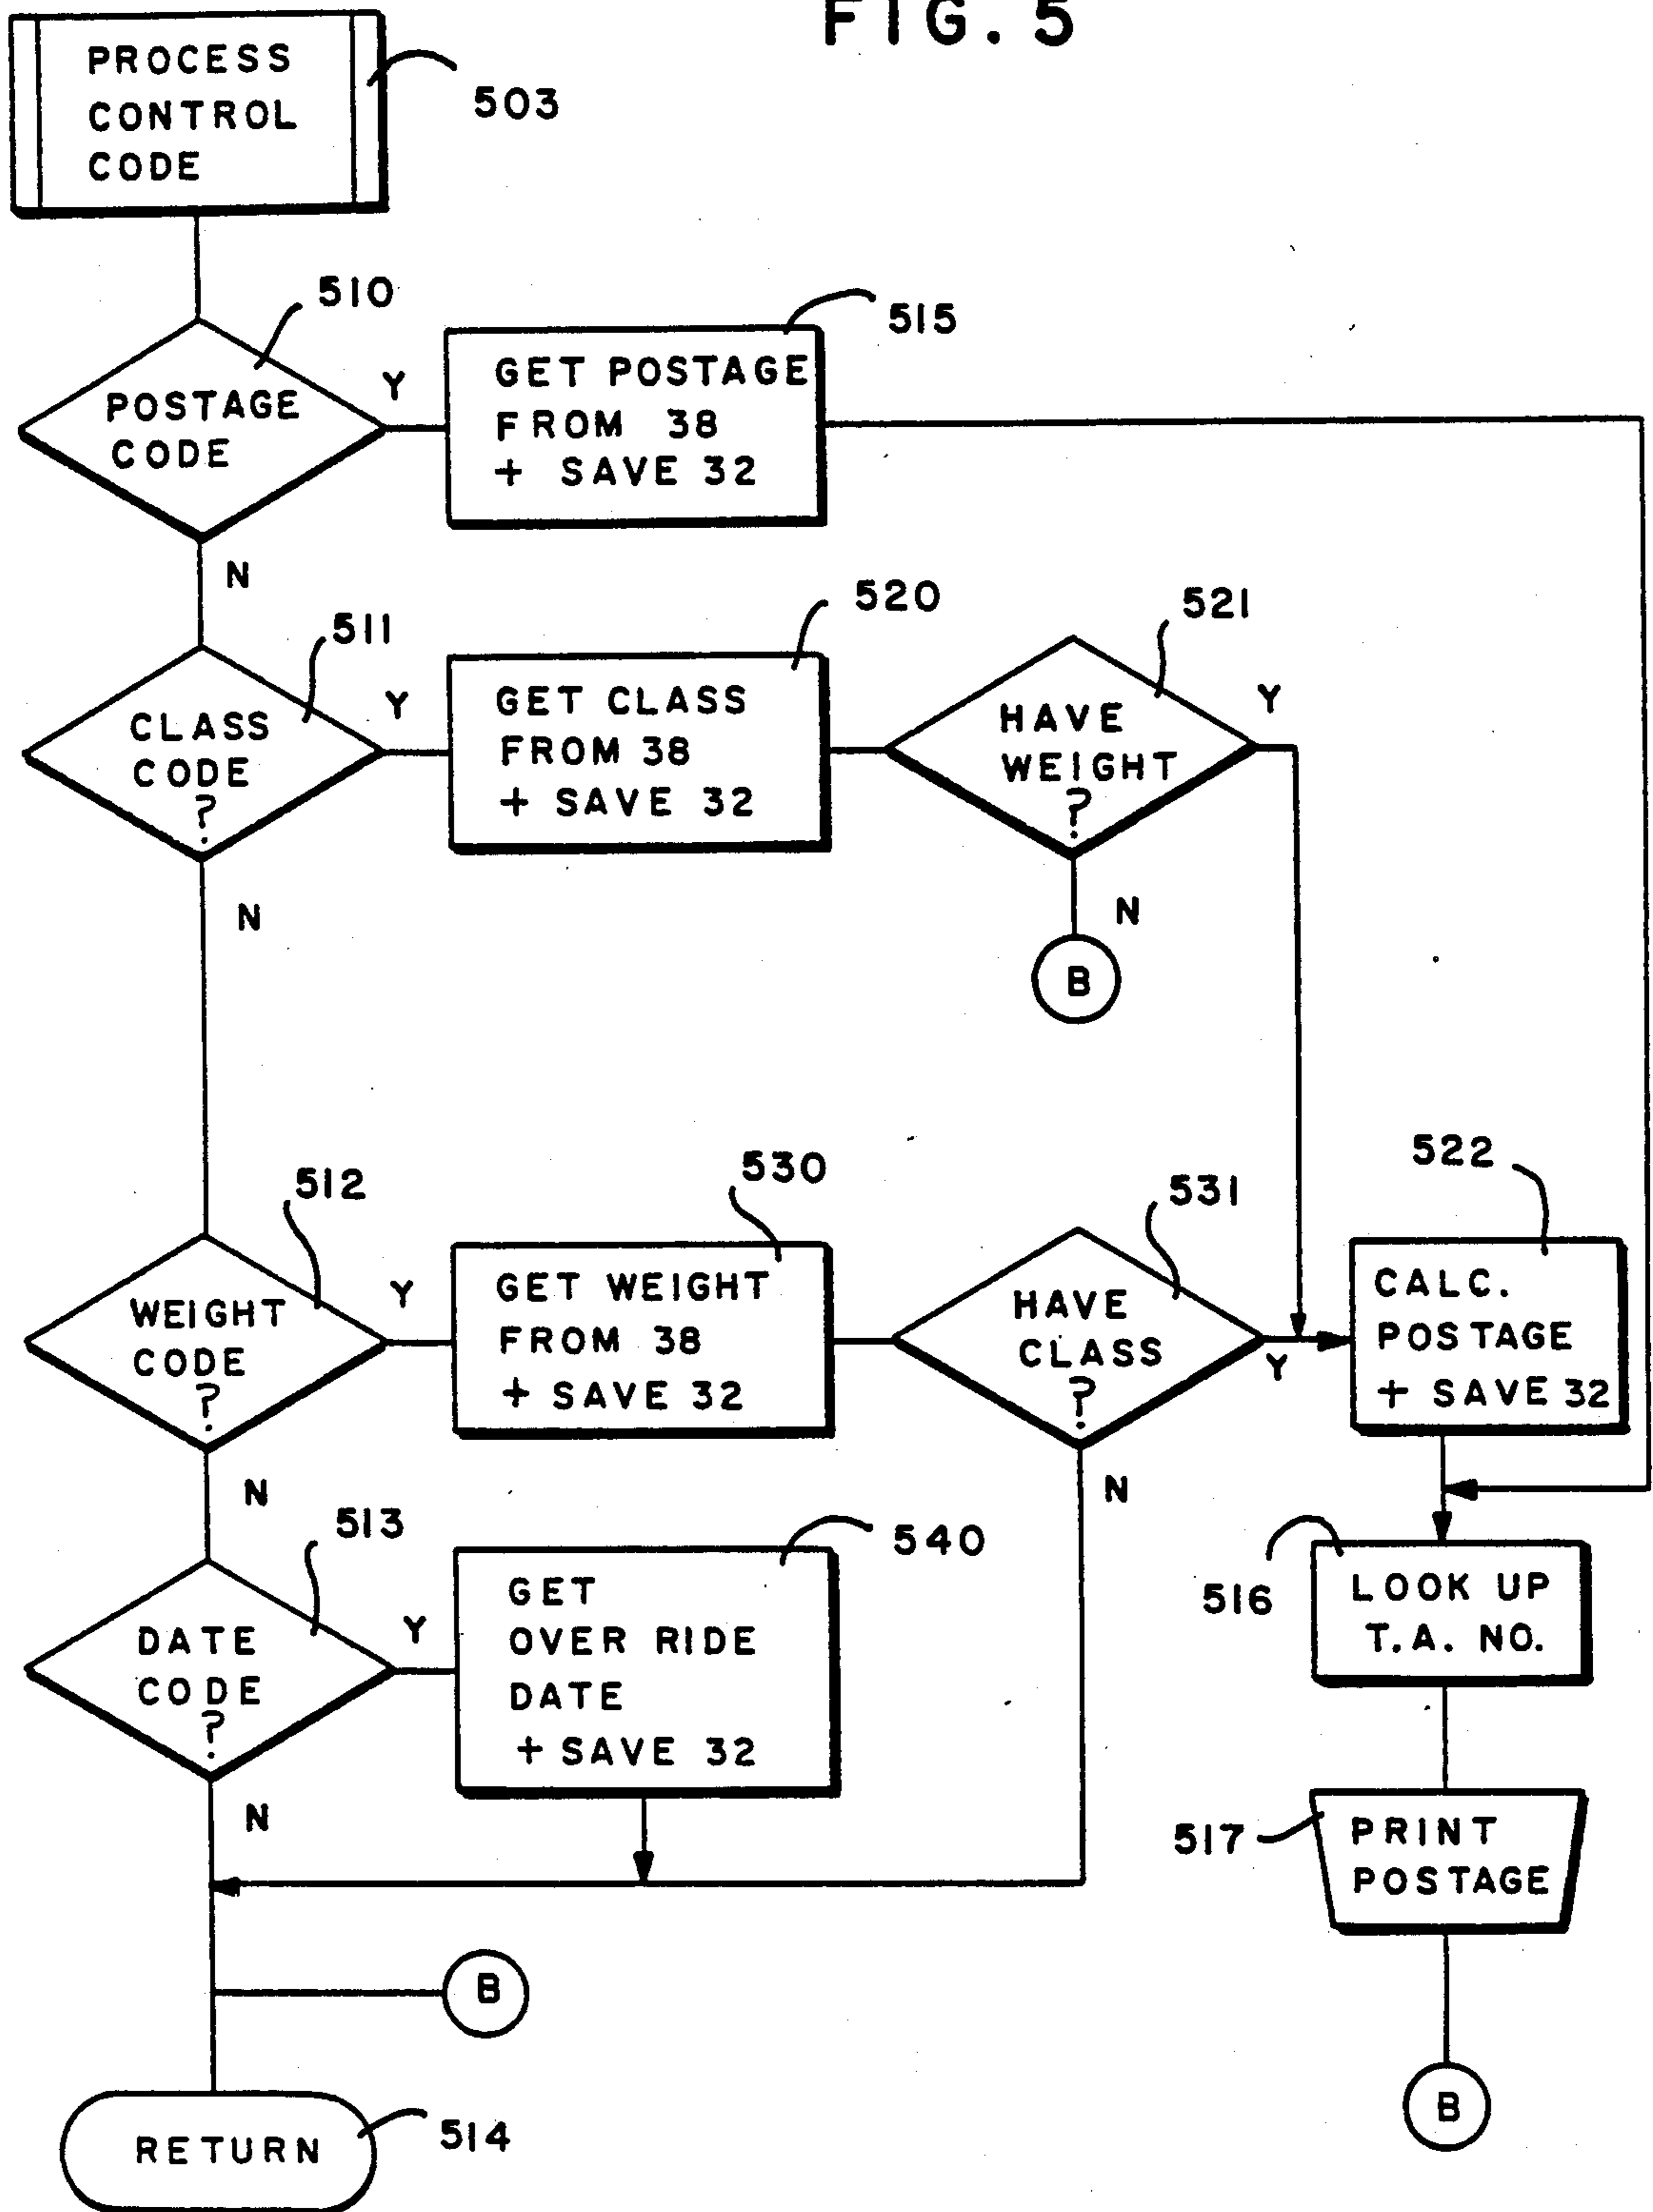 FIG. 5
PROCESS
CONTROL
CODE
503
510
POSTAGE
CODE
Y
N
515
GET POSTAGE
FROM 38
+ SAVE 32
511
CLASS
CODE
?
Y
N
520
GET CLASS
FROM 38
+ SAVE 32
521
HAVE
WEIGHT
?
Y
N
B
512
WEIGHT
CODE
?
Y
N
530
GET WEIGHT
FROM 38
+ SAVE 32
531
HAVE
CLASS
?
Y
N
522
CALC.
POSTAGE
+ SAVE 32
513
DATE
CODE
?
Y
N
540
GET
OVER RIDE
DATE
+ SAVE 32
516
LOOK UP
T.A. NO.
517
PRINT
POSTAGE
B
B
RETURN
514